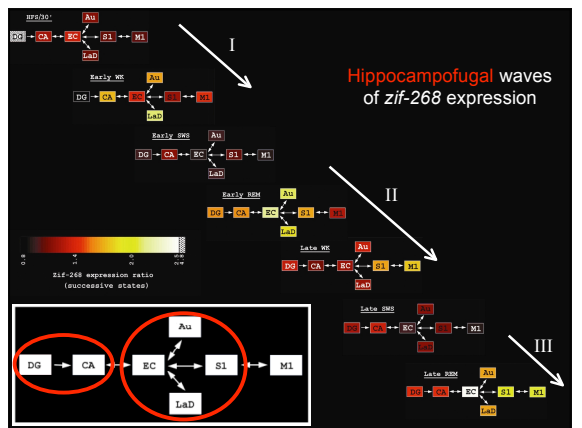 HFS/30'
Au
DG CA EC S1 M1
LaD
I
Hippocampofugal waves
of zif-268 expression
Early WK
Au
DG CA EC S1 M1
LaD
Early SWS
Au
DG CA EC S1 M1
LaD
II
Early REM
Au
DG CA EC S1 M1
LaD
0.8 1.4 2.0 2.6
Zif-268 expression ratio
(successive states)
Late WK
Au
DG CA EC S1 M1
LaD
Late SWS
Au
DG CA EC S1 M1
LaD
III
Late REM
Au
DG CA EC S1 M1
LaD
Au
DG CA EC S1 M1
LaD